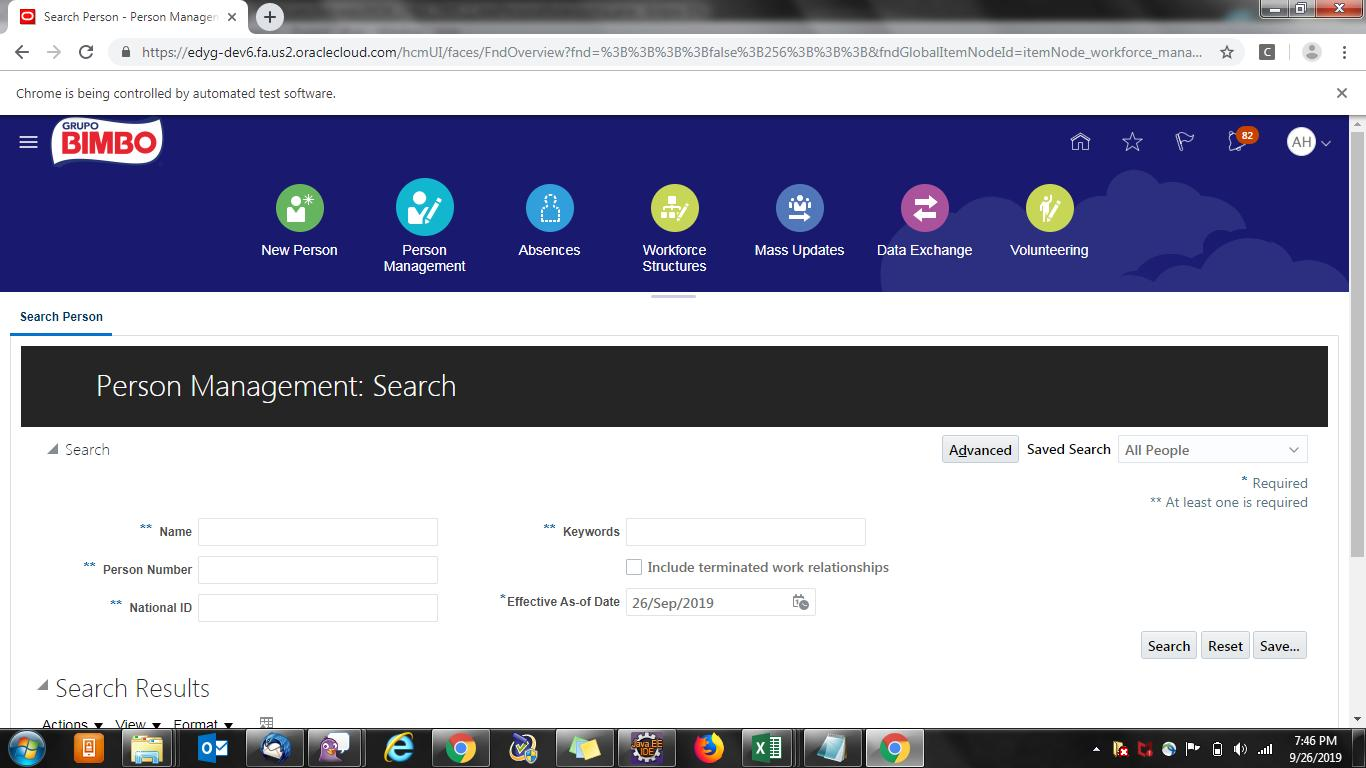 Search Person - Person Managen
https://edyg-dev6.fa.us2.oraclecloud.com/hcmUI/faces/FndOverview?fnd=%3B%3B%3B%3Bfalse%3B256%3B%3B%3B&fndGlobalItemNodeId=itemNode_workforce_mana...
C
Chrome is being controlled by automated test software.
GRUPO
BIMBO
82
AH
New Person
Person
Management
Absences
Workforce
Structures
Mass Updates
Data Exchange
Volunteering
Search Person
Person Management: Search
Search
Advanced Saved Search All People
* Required
** At least one is required
** Name
** Keywords
** Person Number
Include terminated work relationships
** National ID
*Effective As-of Date 26/Sep/2019
Search Reset Save...
Search Results
Actions View Format
Java EE
IDE
7:46 PM
9/26/2019